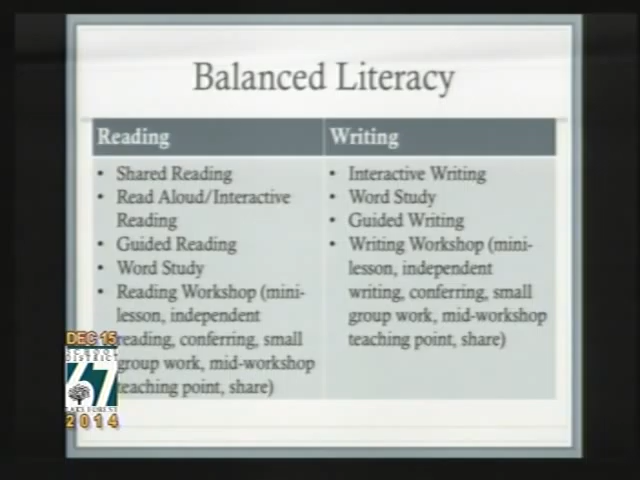 Balanced Literacy
Reading
Writing
• Shared Reading
• Read Aloud/Interactive
Reading
• Guided Reading
• Word Study
• Reading Workshop (mini-
lesson, independent
reading, conferring, small
group work, mid-workshop
teaching point, share)
• Interactive Writing
• Word Study
• Guided Writing
• Writing Workshop (mini-
lesson, independent
writing, conferring, small
group work, mid-workshop
teaching point, share)
DEC 15
SCHOOL
DISTRICT
67
LAKE FOREST
2014